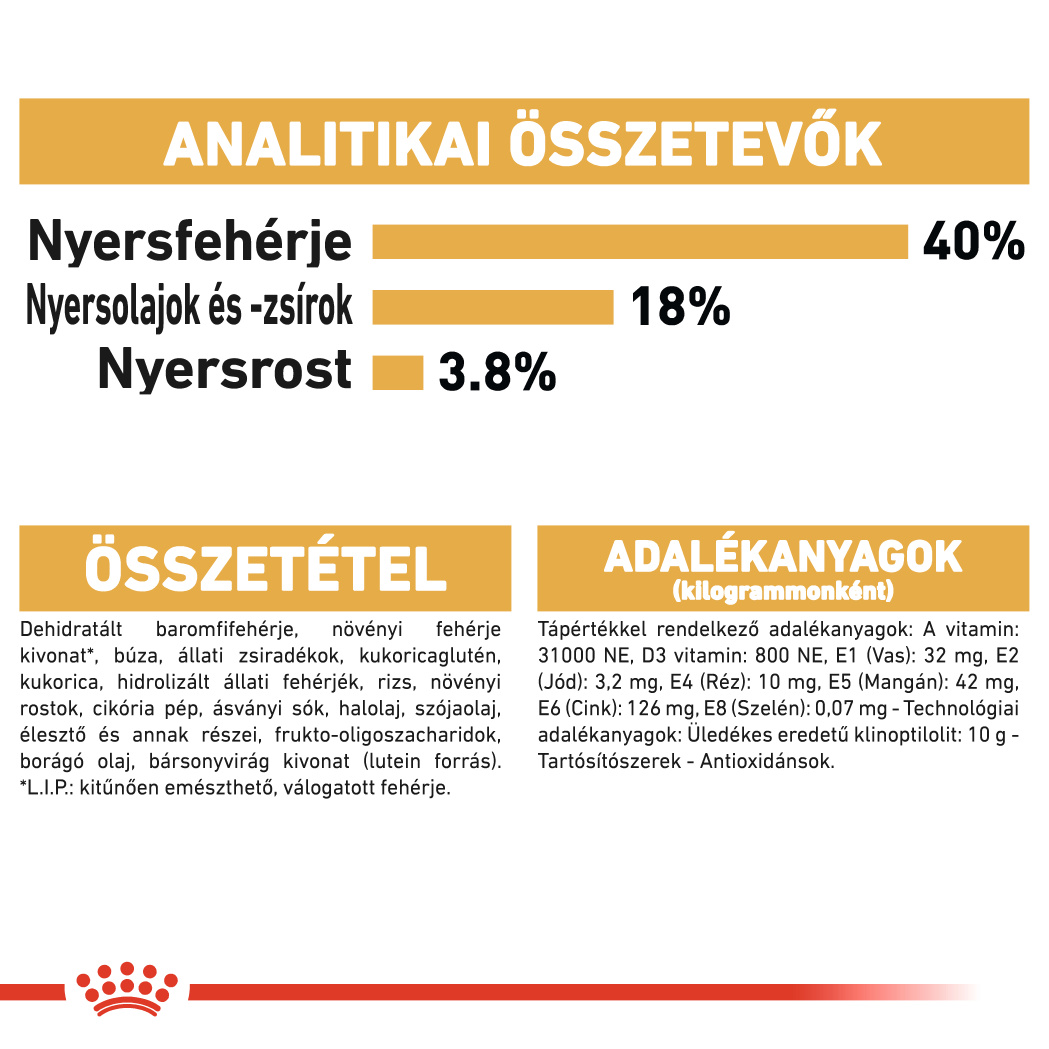 ANALITIKAI ÖSSZETEVŐK
Nyersfehérje 40%
Nyersolajok és -zsírok 18%
Nyersrost 3.8%
ÖSSZETÉTEL
Dehidratált baromfifehérje, növényi fehérje
kivonat*, búza, állati zsiradékok, kukoricaglutén,
kukorica, hidrolizált állati fehérjék, rizs, növényi
rostok, cikória pép, ásványi sók, halolaj, szójaolaj,
élesztő és annak részei, frukto-oligoszacharidok,
borágó olaj, bársonyvirág kivonat (lutein forrás).
*L.I.P.: kitűnően emészthető, válogatott fehérje.
ADALÉKANYAGOK
(kilogrammonként)
Tápértékkel rendelkező adalékanyagok: A vitamin:
31000 NE, D3 vitamin: 800 NE, E1 (Vas): 32 mg, E2
(Jód): 3,2 mg, E4 (Réz): 10 mg, E5 (Mangán): 42 mg,
E6 (Cink): 126 mg, E8 (Szelén): 0,07 mg - Technológiai
adalékanyagok: Üledékes eredetű klinoptilolit: 10 g -
Tartósítószerek - Antioxidánsok.